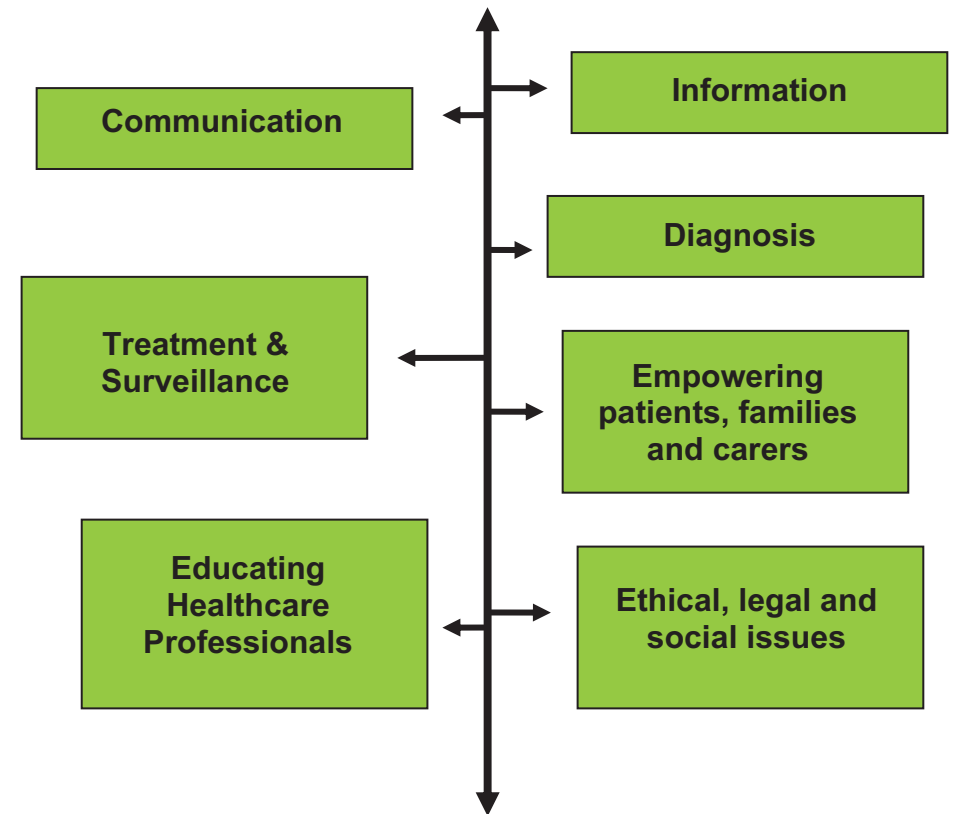 Information
Communication
Diagnosis
Treatment &
Surveillance
Empowering
patients, families
and carers
Educating
Healthcare
Professionals
Ethical, legal and
social issues